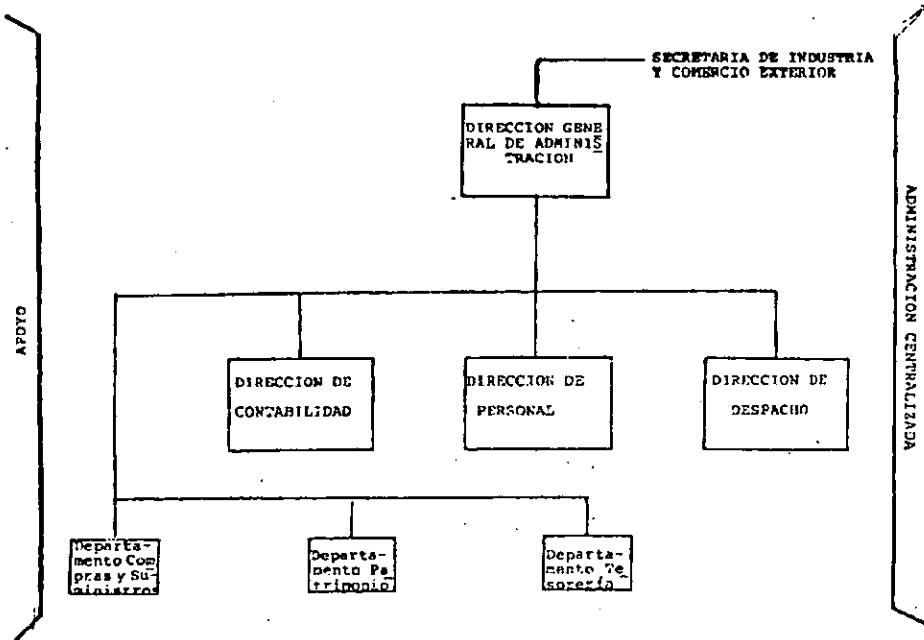 SECRETARIA DE INDUSTRIA
Y COMERCIO EXTERIOR
DIRECCION GENE
RAL DE ADMINIS
TRACION
APOYO
ADMINISTRACION CENTRALIZADA
DIRECCION DE
CONTABILIDAD
DIRECCION DE
PERSONAL
DIRECCION DE
DESPACHO
Departa-
mento Com
pras y Su-
ministros
Departa-
mento Pa
trimonio
Departa-
mento Te
sorería